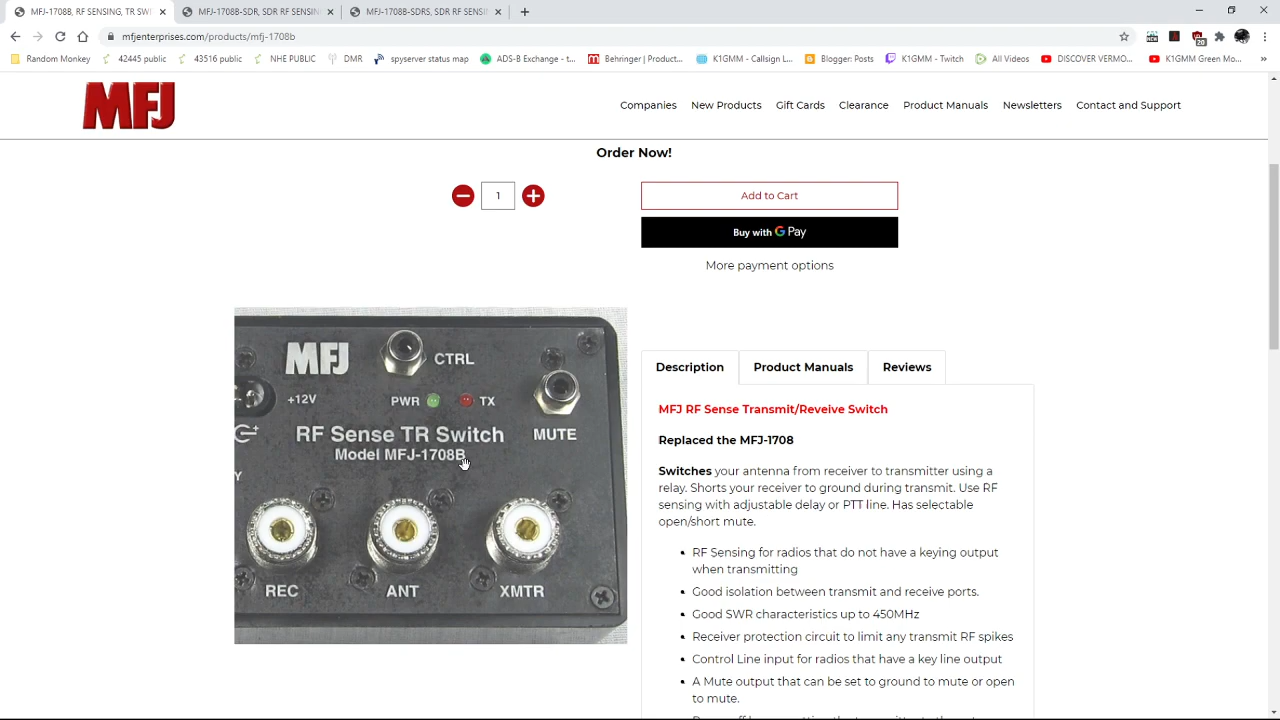 MFJ-1708B, RF SENSING, TR SWI
MFJ-1708B-SDR, SDR RF SENSING
MFJ-1708B-SDRS, SDR RF SENSIN
mfjenterprises.com/products/mfj-1708b
Random Monkey
42445 public
43516 public
NHE PUBLIC
DMR
spyserver status map
ADS-B Exchange - t...
Behringer | Product...
K1GMM - Callsign L...
Blogger: Posts
K1GMM - Twitch
All Videos
DISCOVER VERMO...
K1GMM Green Mo...
»
MFJ
Companies
New Products
Gift Cards
Clearance
Product Manuals
Newsletters
Contact and Support
Order Now!
1
Add to Cart
Buy with G Pay
More payment options
MFJ
CTRL
+12V
PWR
TX
RF Sense TR Switch
MUTE
Model MFJ-1708B
Y
REC
ANT
XMTR
Description
Product Manuals
Reviews
MFJ RF Sense Transmit/Reveive Switch
Replaced the MFJ-1708
Switches your antenna from receiver to transmitter using a
relay. Shorts your receiver to ground during transmit. Use RF
sensing with adjustable delay or PTT line. Has selectable
open/short mute.
• RF Sensing for radios that do not have a keying output
when transmitting
• Good isolation between transmit and receive ports.
• Good SWR characteristics up to 450MHz
• Receiver protection circuit to limit any transmit RF spikes
• Control Line input for radios that have a key line output
• A Mute output that can be set to ground to mute or open
to mute.